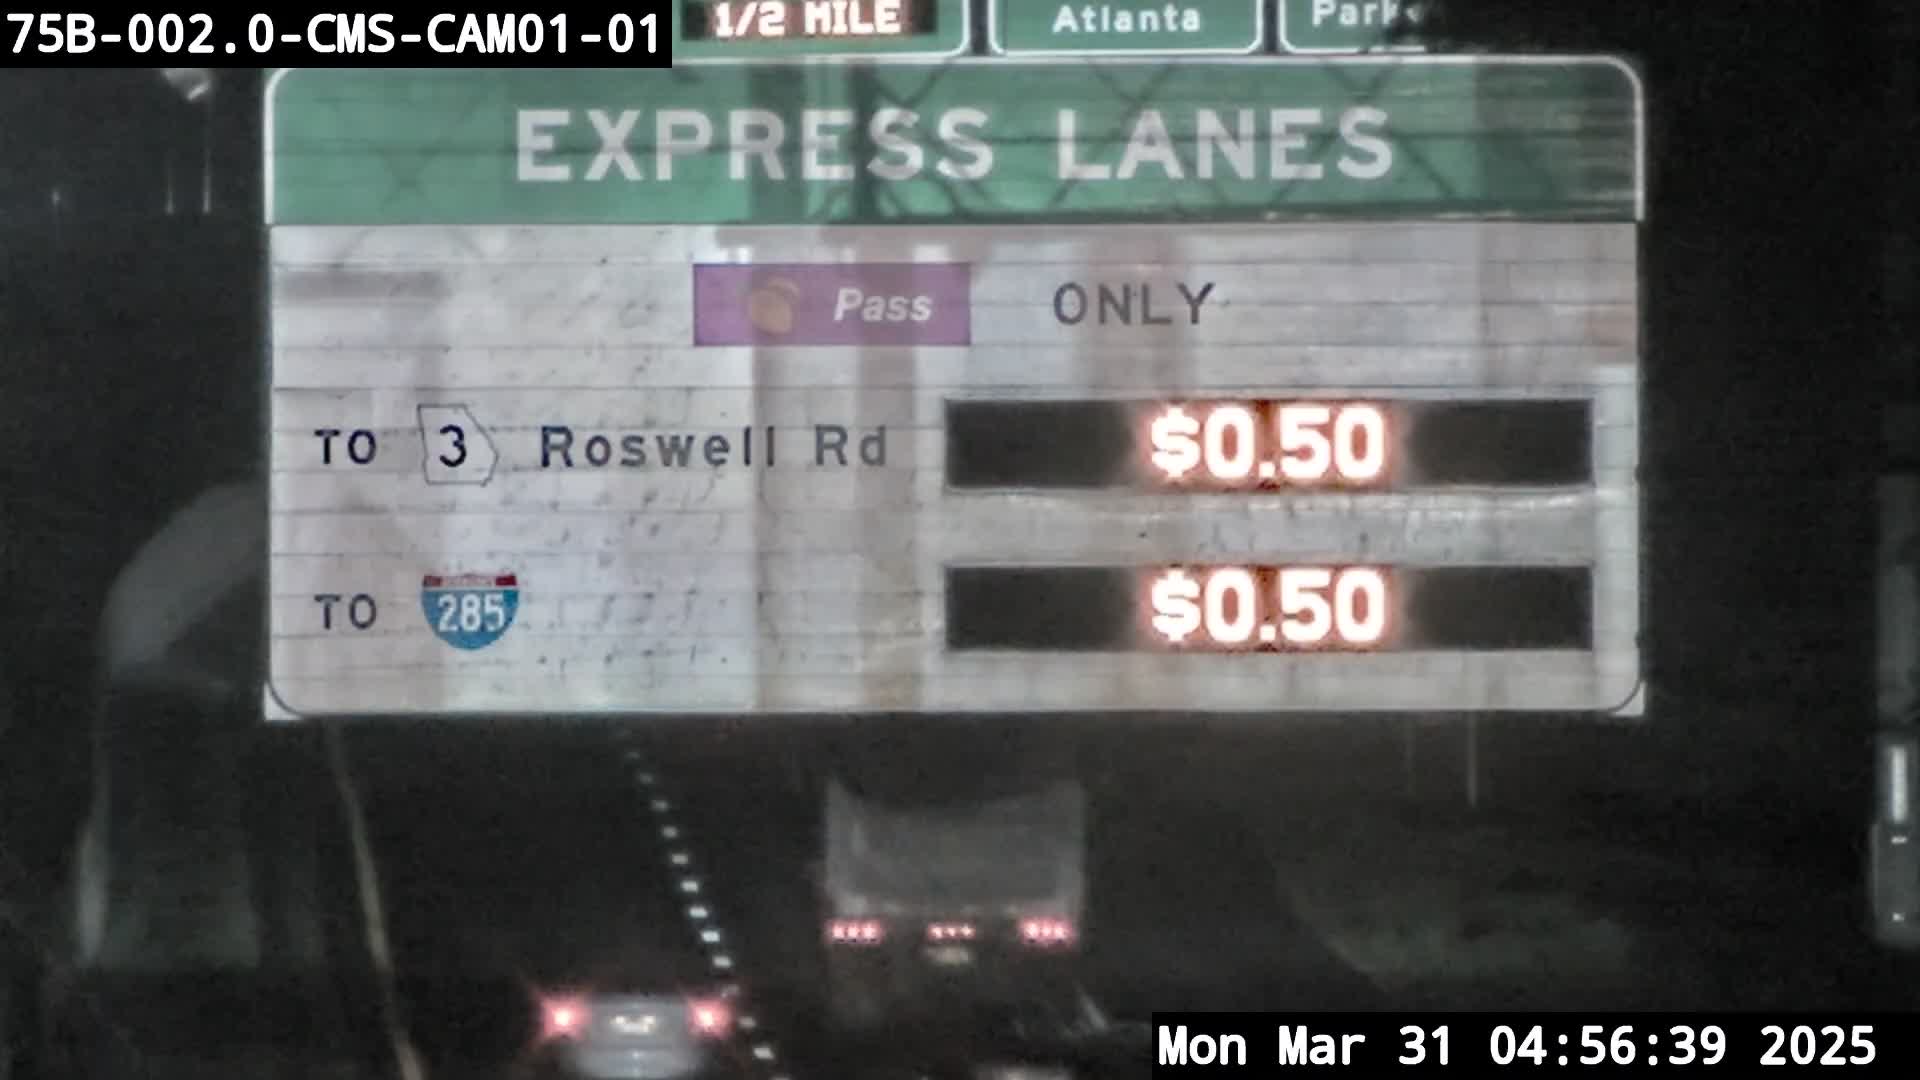 75B-002.0-CMS-CAM01-01
1/2 MILE
Atlanta
EXPRESS LANES
Pass ONLY
TO 3 Roswell Rd $0.50
TO 285 $0.50
Mon Mar 31 04:56:39 2025